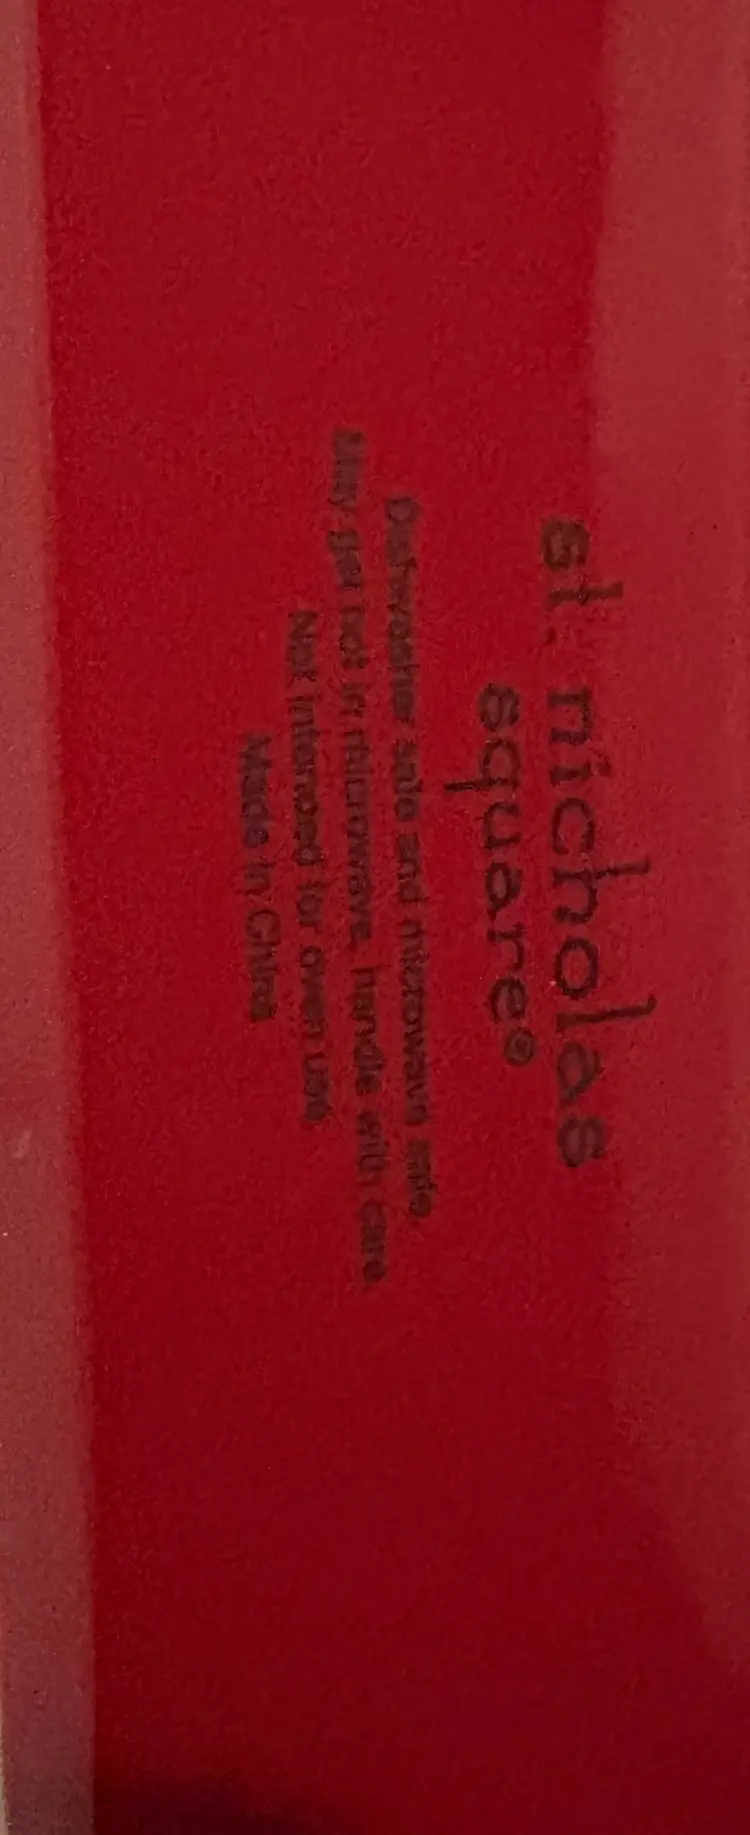 st. nicholas
square®
Dishwasher safe and microwave safe.
May get hot in microwave, handle with care.
Not intended for oven use.
Made in China